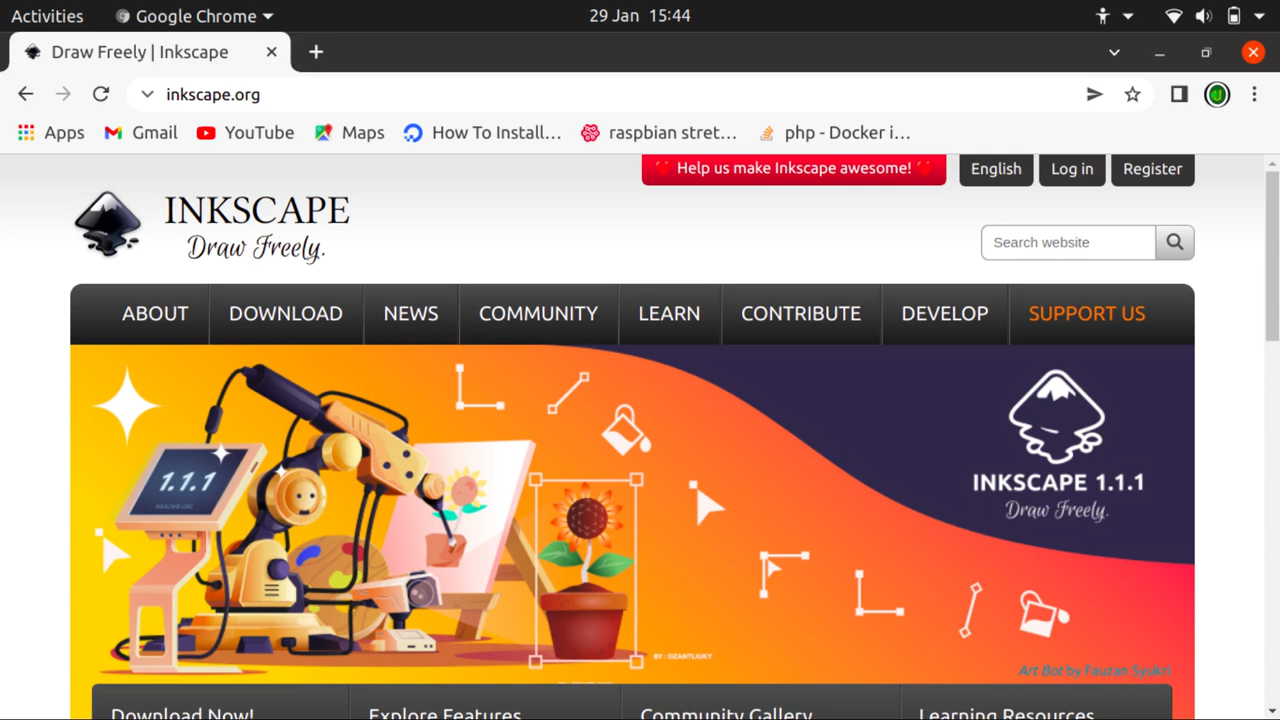 Activities
Google Chrome
29 Jan 15:44
Draw Freely | Inkscape
inkscape.org
Apps
Gmail
YouTube
Maps
How To Install…
raspbian stret…
php - Docker i…
Help us make Inkscape awesome!
English
Log in
Register
INKSCAPE
Draw Freely.
Search website
ABOUT
DOWNLOAD
NEWS
COMMUNITY
LEARN
CONTRIBUTE
DEVELOP
SUPPORT US
1.1.1
INKSCAPE 1.1.1
Draw Freely.
Art Bot by Fauzan Syukri
Download Now!
Explore Features
Community Gallery
Learning Resources